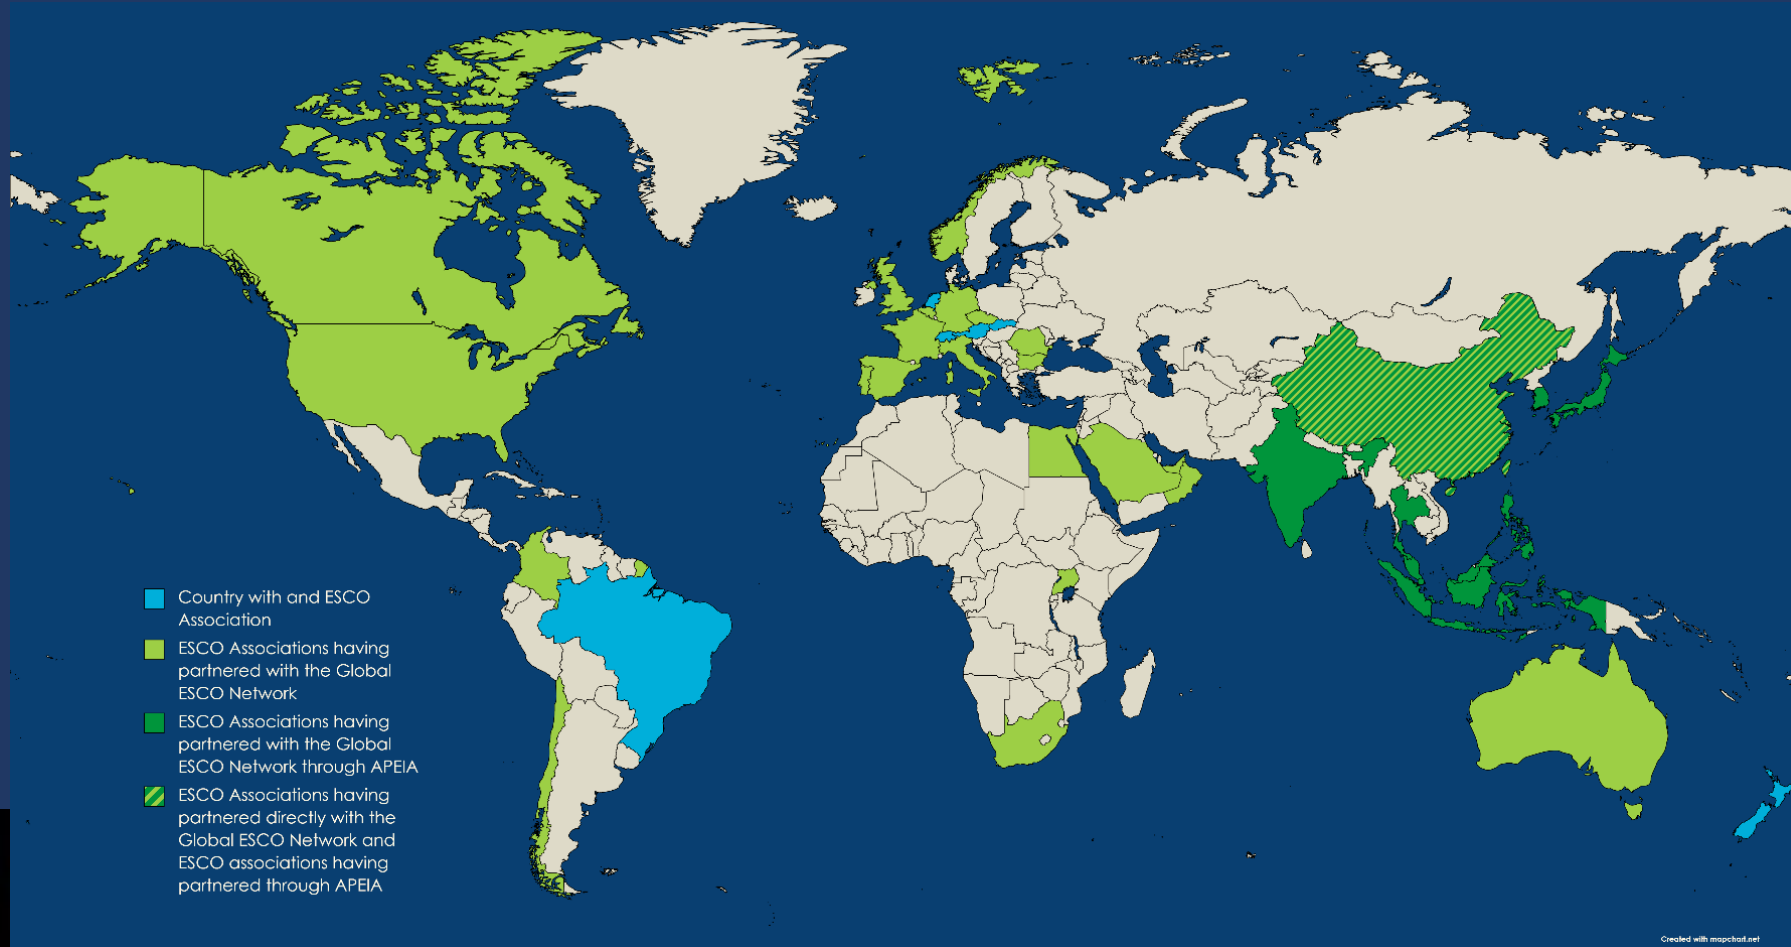 Country with and ESCO
Association
ESCO Associations having
partnered with the Global
ESCO Network
ESCO Associations having
partnered with the Global
ESCO Network through APEIA
ESCO Associations having
partnered directly with the
Global ESCO Network and
ESCO associations having
partnered through APEIA
Created with mapchart.net